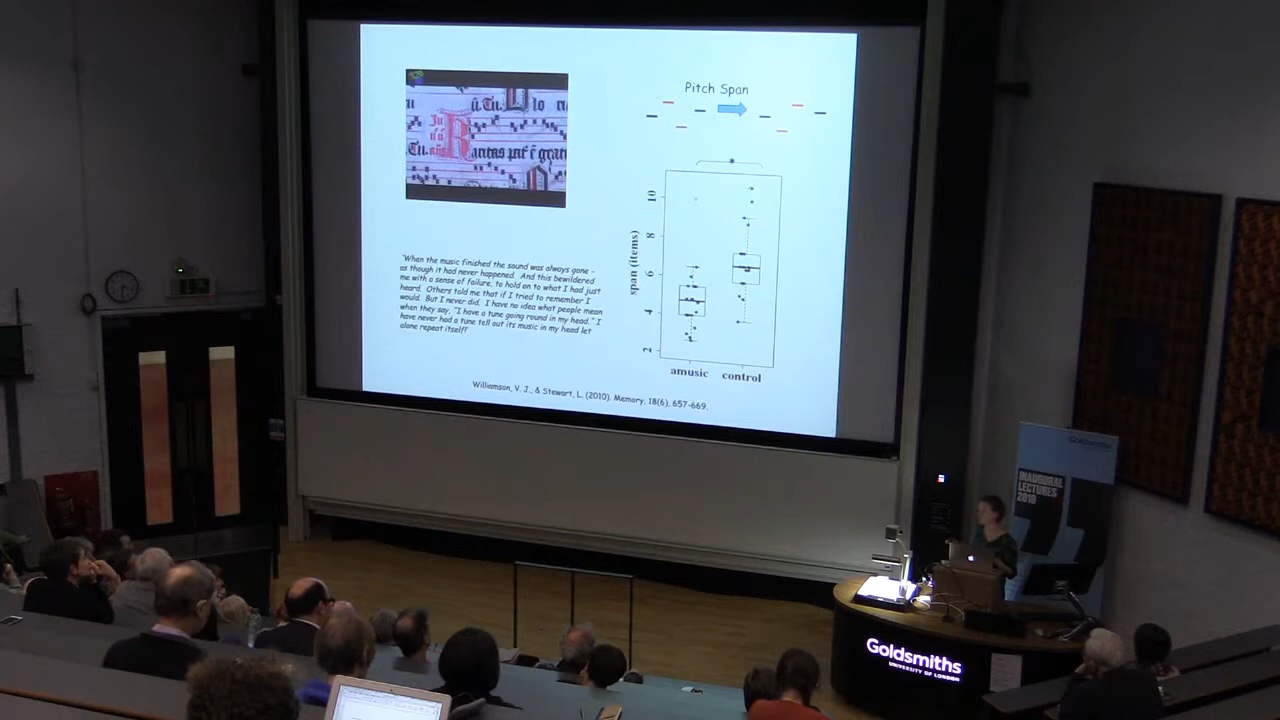 Pitch Span
span (items)
10
8
6
4
2
amusic control
"When the music finished the sound was always gone -
as though it had never happened. And this bewildered
me with a sense of failure, to hold on to what I had just
heard. Others told me that if I tried to remember I
would. But I never did. I have no idea what people mean
when they say, "I have a tune going round in my head." I
have never had a tune tell out its music in my head let
alone repeat itself!"
Williamson, V. J., & Stewart, L. (2010). Memory, 18(6), 657-669.
Goldsmiths
INAUGURAL
LECTURES
2018
Goldsmiths
UNIVERSITY OF LONDON